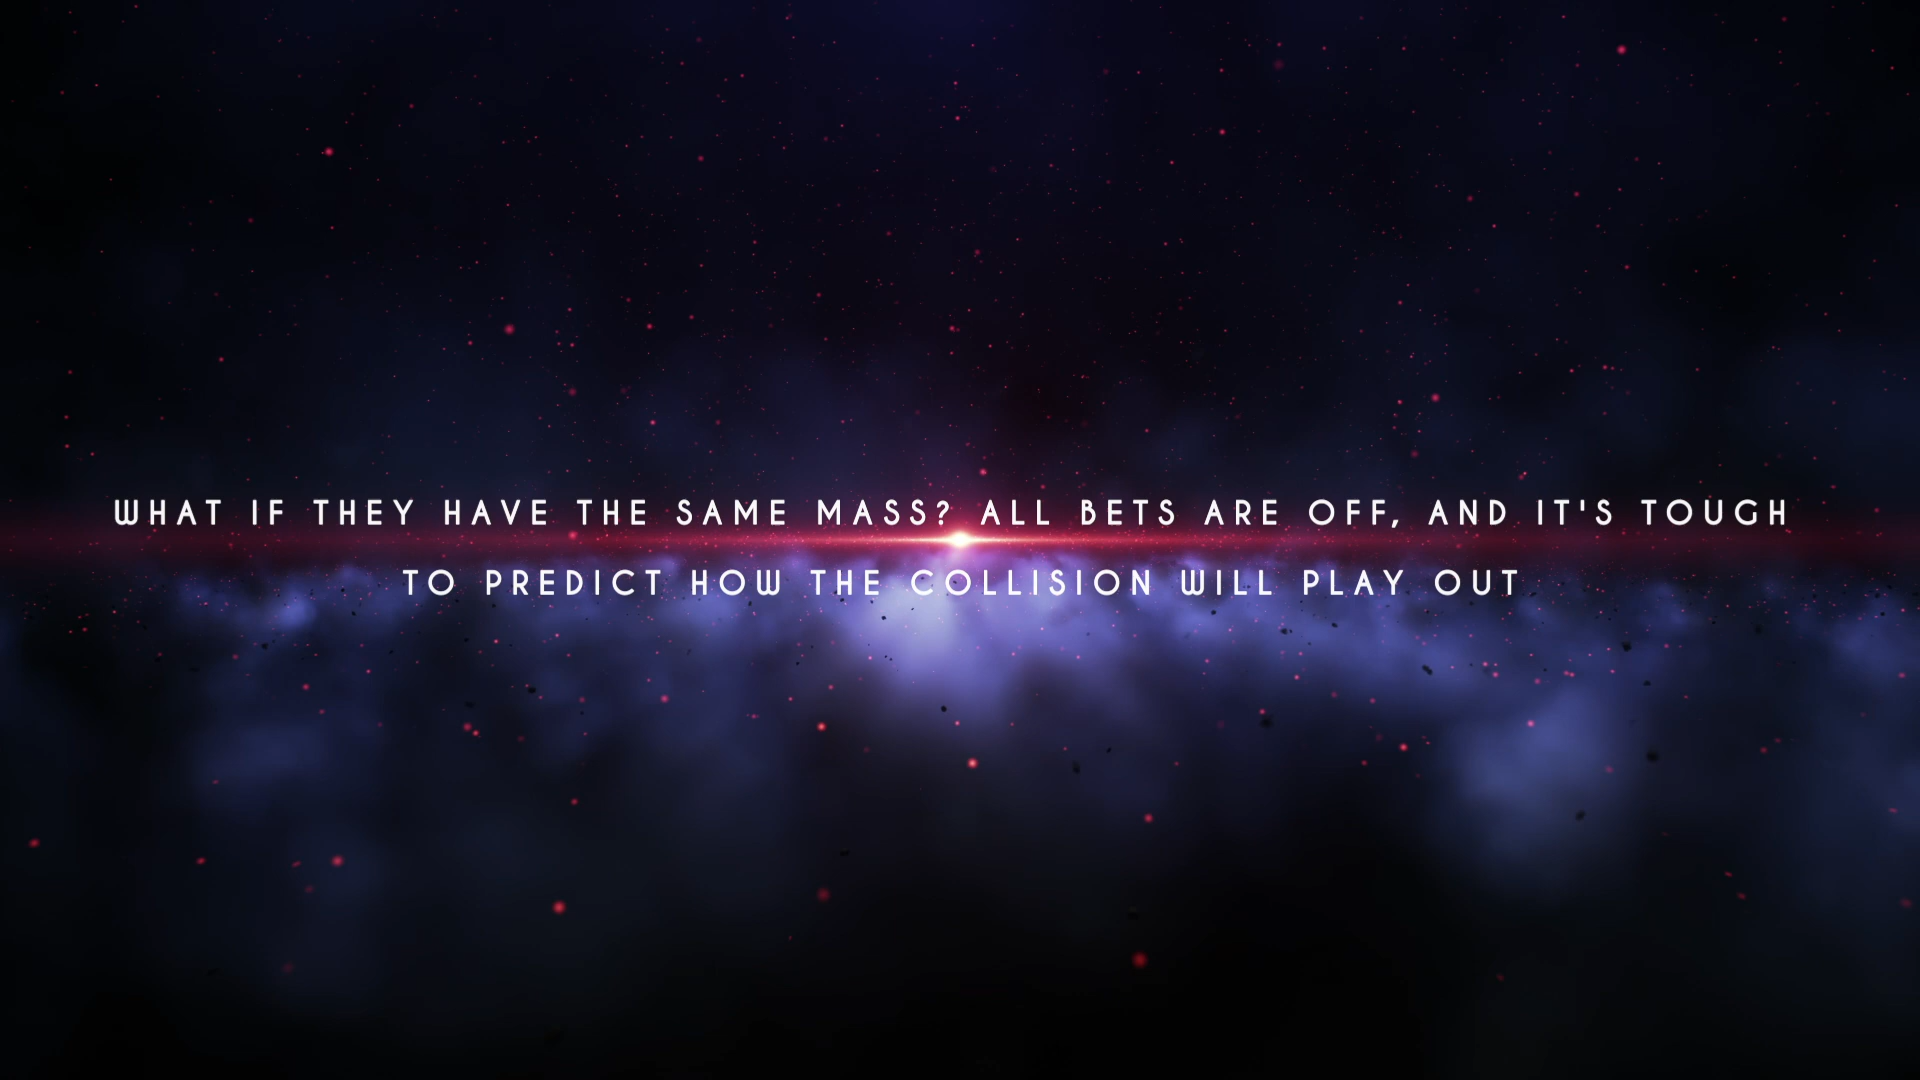 WHAT IF THEY HAVE THE SAME MASS? ALL BETS ARE OFF, AND IT'S TOUGH
TO PREDICT HOW THE COLLISION WILL PLAY OUT